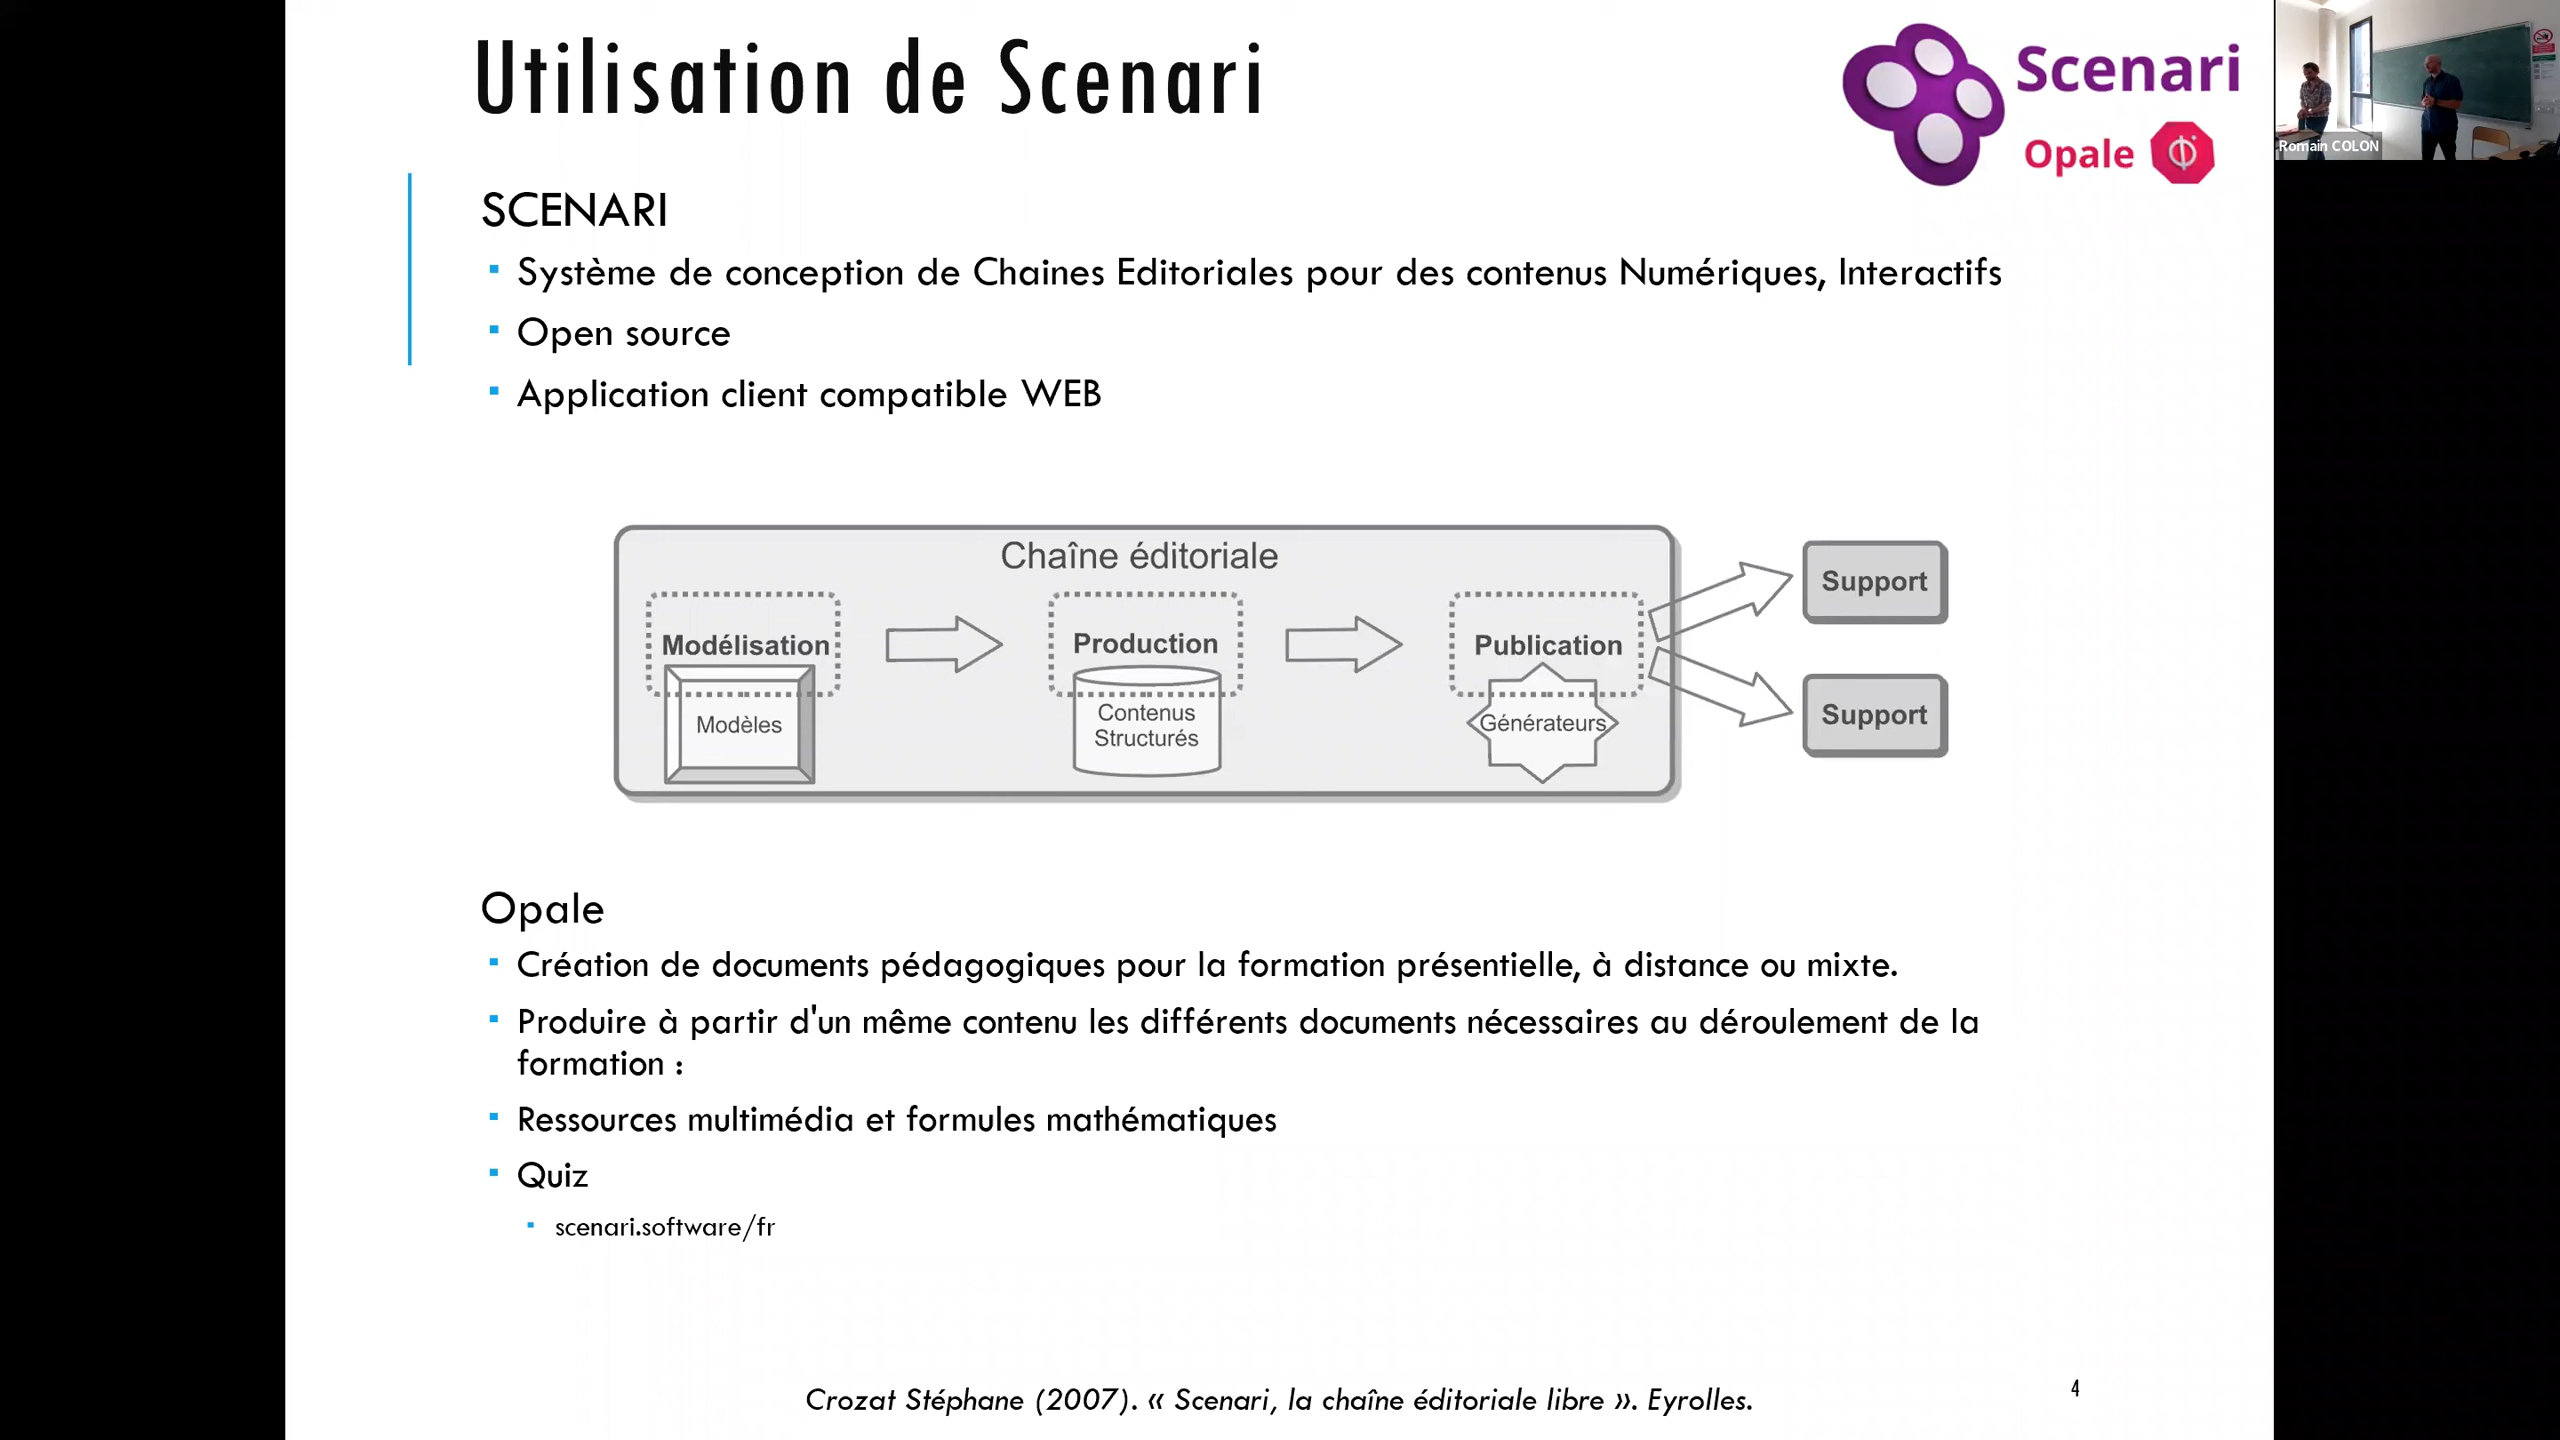 Utilisation de Scenari
Scenari
Opale
Romain COLON
SCENARI
Système de conception de Chaines Editoriales pour des contenus Numériques, Interactifs
Open source
Application client compatible WEB
Chaîne éditoriale
Modélisation
Modèles
Production
Contenus
Structurés
Publication
Générateurs
Support
Support
Opale
Création de documents pédagogiques pour la formation présentielle, à distance ou mixte.
Produire à partir d'un même contenu les différents documents nécessaires au déroulement de la
formation :
Ressources multimédia et formules mathématiques
Quiz
scenari.software/fr
Crozat Stéphane (2007). « Scenari, la chaîne éditoriale libre ». Eyrolles.
4